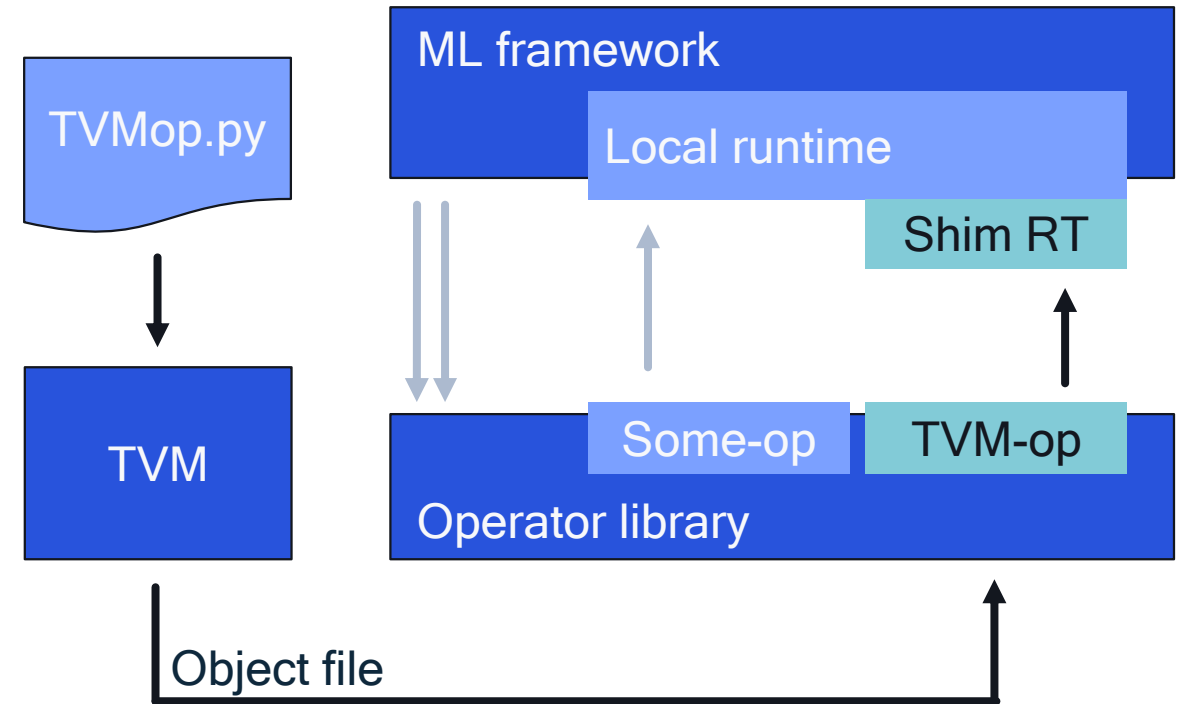 ML framework
TVMop.py
Local runtime
Shim RT
TVM
Some-op
TVM-op
Operator library
Object file